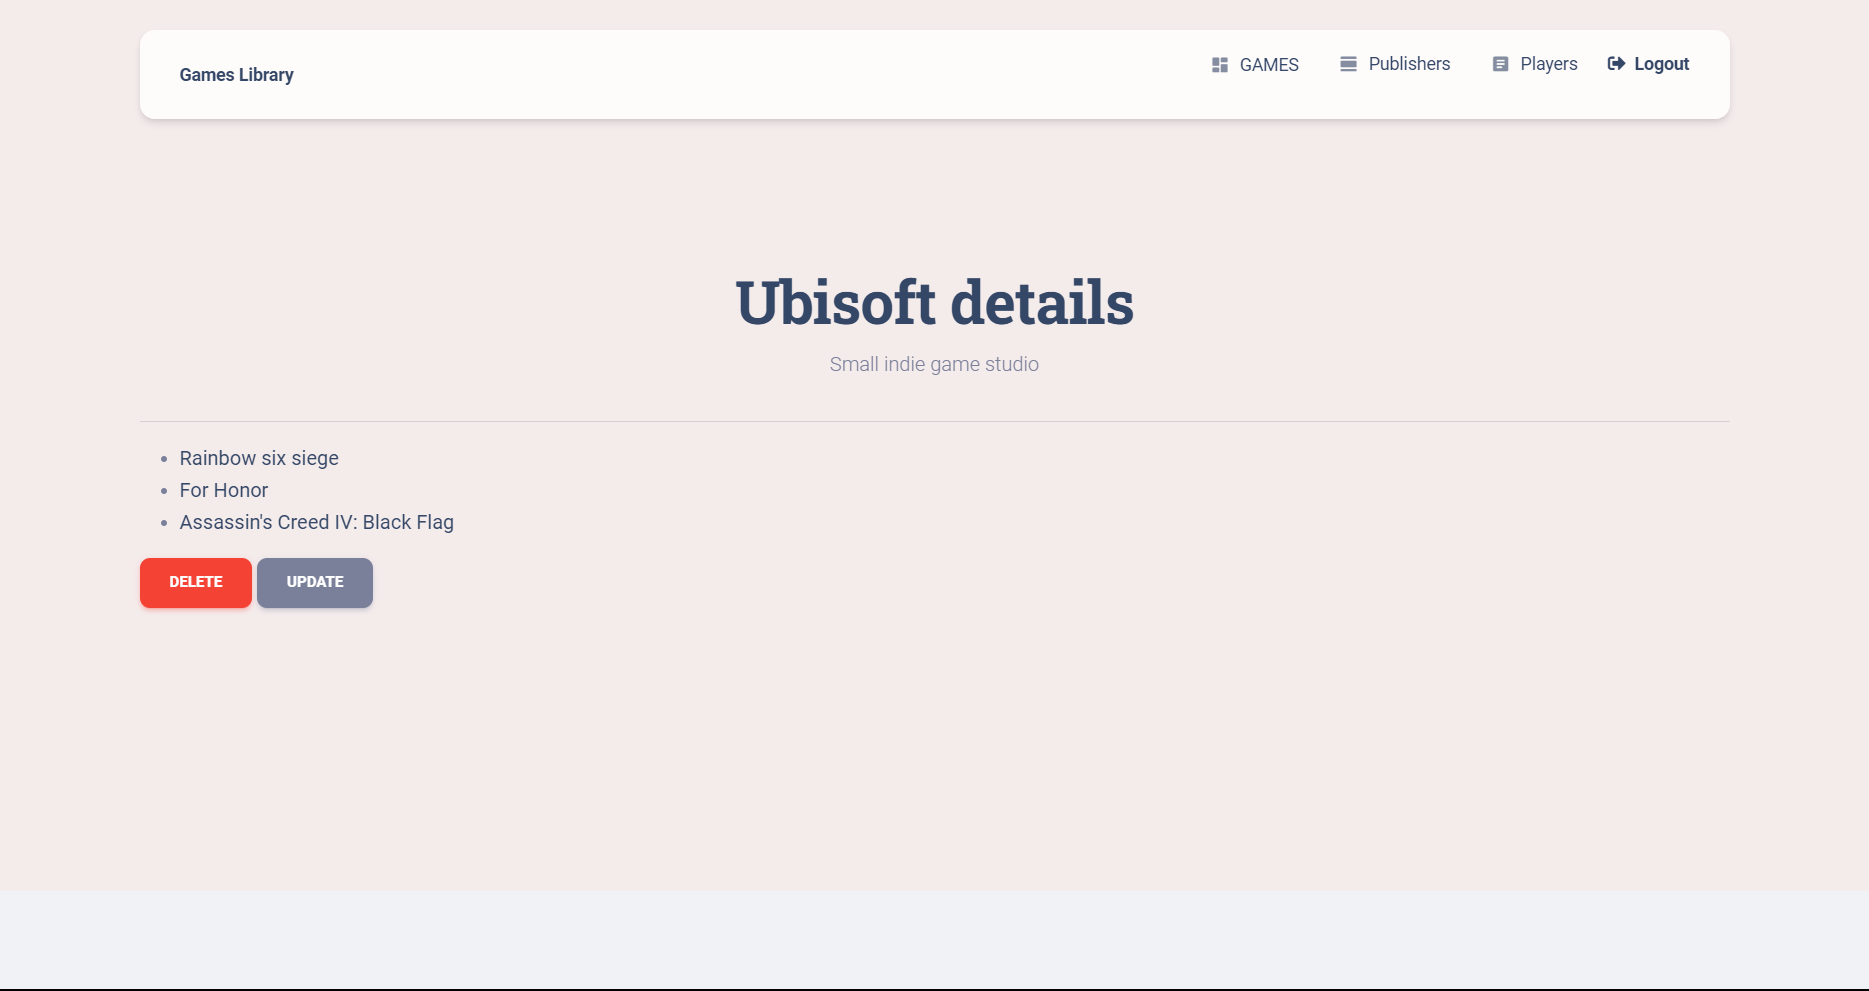 Games Library
GAMES
Publishers
Players
Logout
Ubisoft details
Small indie game studio
Rainbow six siege
For Honor
Assassin's Creed IV: Black Flag
DELETE
UPDATE